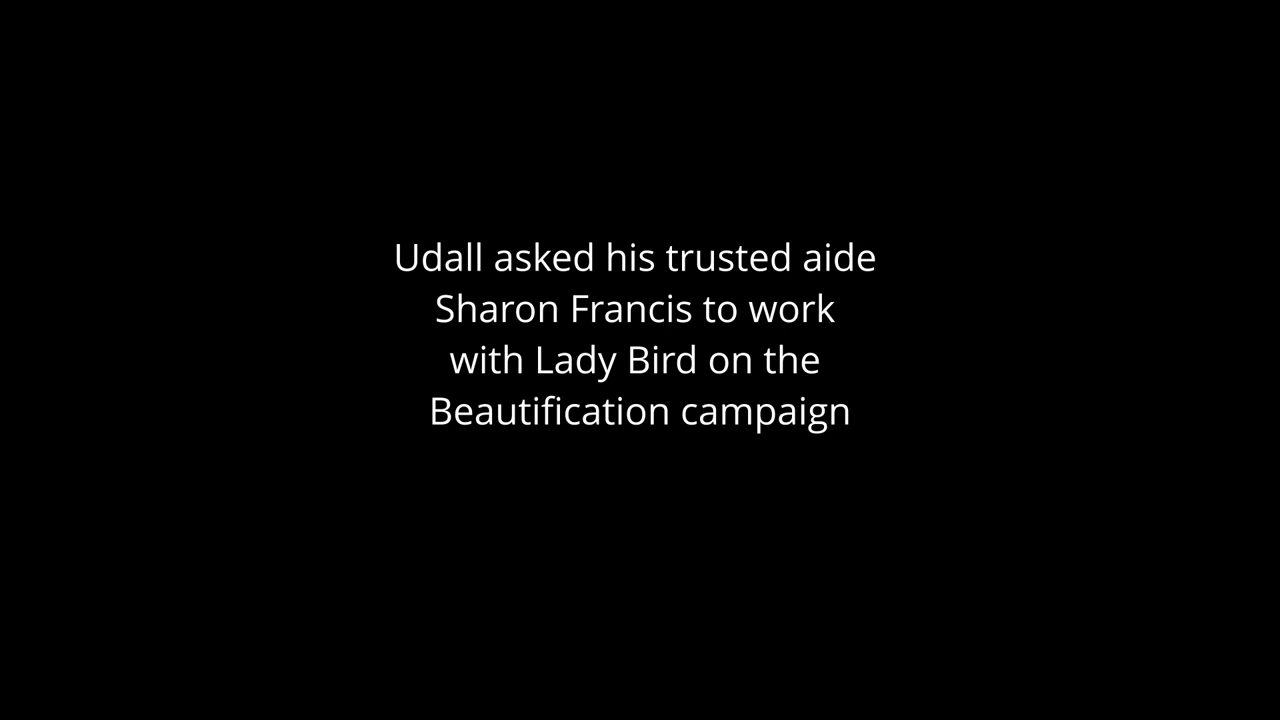 Udall asked his trusted aide
Sharon Francis to work
with Lady Bird on the
Beautification campaign